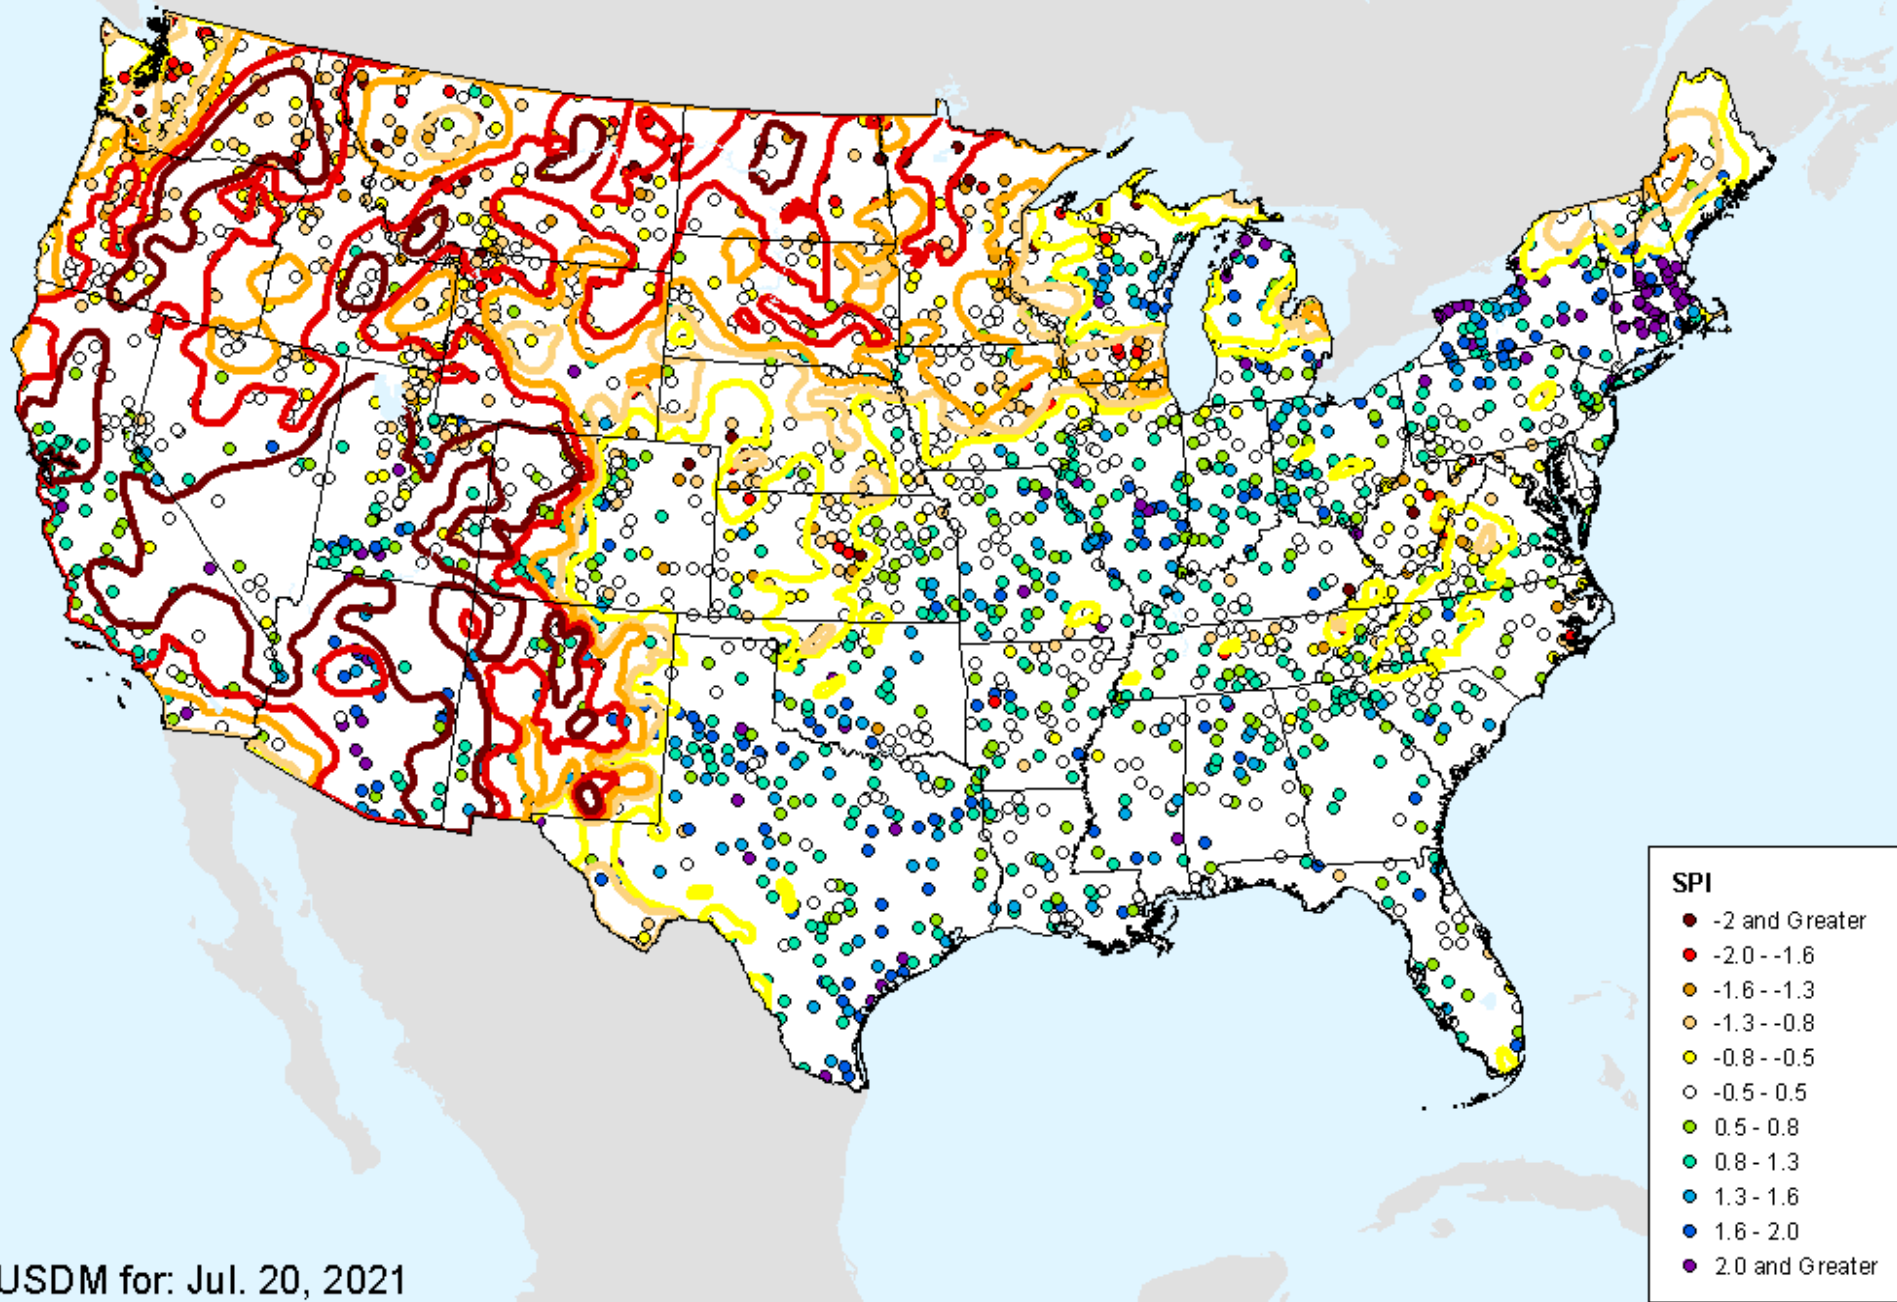 SPI
-2 and Greater
-2.0 - -1.6
-1.6 - -1.3
-1.3 - -0.8
-0.8 - -0.5
-0.5 - 0.5
0.5 - 0.8
0.8 - 1.3
1.3 - 1.6
1.6 - 2.0
2.0 and Greater
USDM for: Jul. 20, 2021